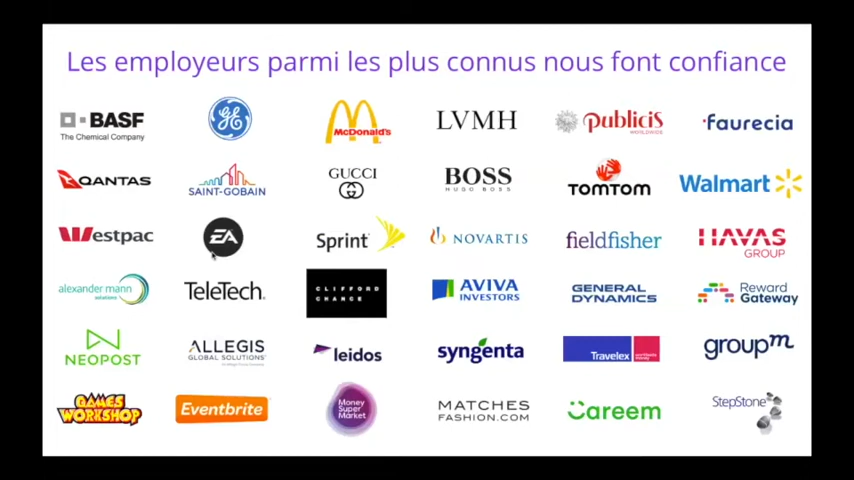 Les employeurs parmi les plus connus nous font confiance
BASF
The Chemical Company
GE
McDonald's
LVMH
PUBLICIS
WORLDWIDE
faurecia
QANTAS
SAINT-GOBAIN
GUCCI
BOSS
HUGO BOSS
TOMTOM
Walmart
Westpac
EA
Sprint
NOVARTIS
fieldfisher
HAVAS
GROUP
alexander mann
solutions
TeleTech
CLIFFORD
CHANCE
AVIVA
INVESTORS
GENERAL
DYNAMICS
Reward
Gateway
NEOPOST
ALLEGIS
GLOBAL SOLUTIONS
leidos
syngenta
Travelex
groupm
GAMES
WORKSHOP
Eventbrite
Money
Super
Market
MATCHES
FASHION.COM
Careem
StepStone